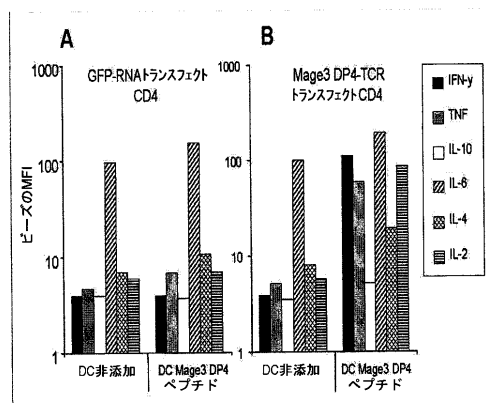 A
GFP-RNAトランスフェクト
CD4
1000
100
10
1
ビーズのMFI
DC非添加
DC Mage3 DP4
ペプチド
B
Mage3 DP4-TCR
トランスフェクトCD4
1000
100
10
1
DC非添加
DC Mage3 DP4
ペプチド
IFN-y
TNF
IL-10
IL-6
IL-4
IL-2